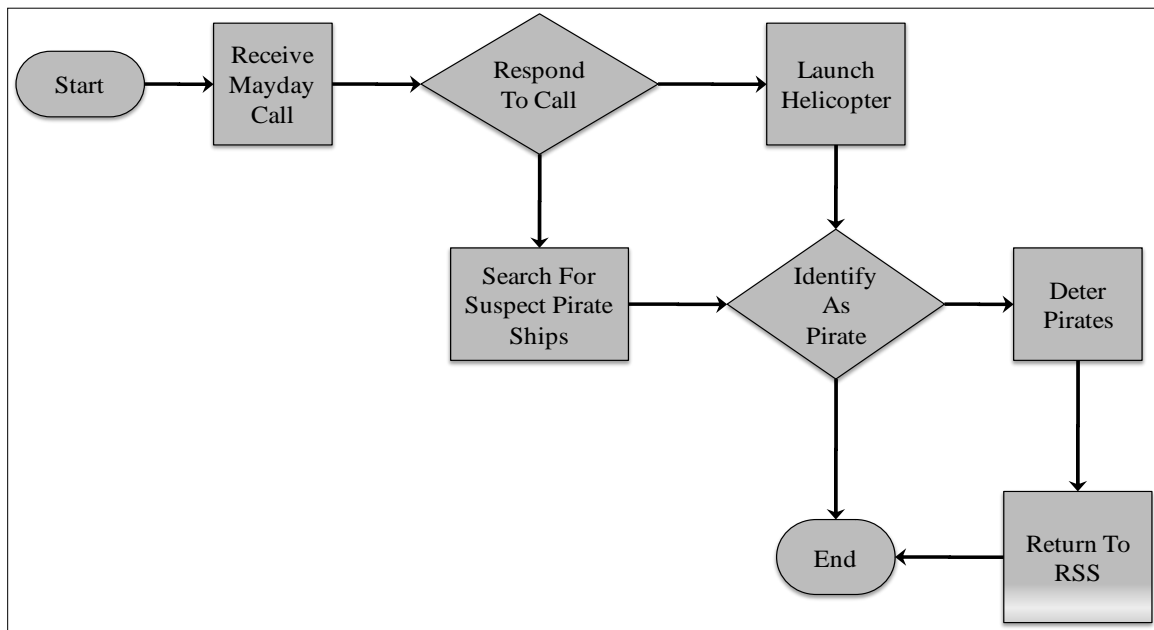 Start
Receive
Mayday
Call
Respond
To Call
Launch
Helicopter
Search For
Suspect Pirate
Ships
Identify
As
Pirate
Deter
Pirates
End
Return To
RSS